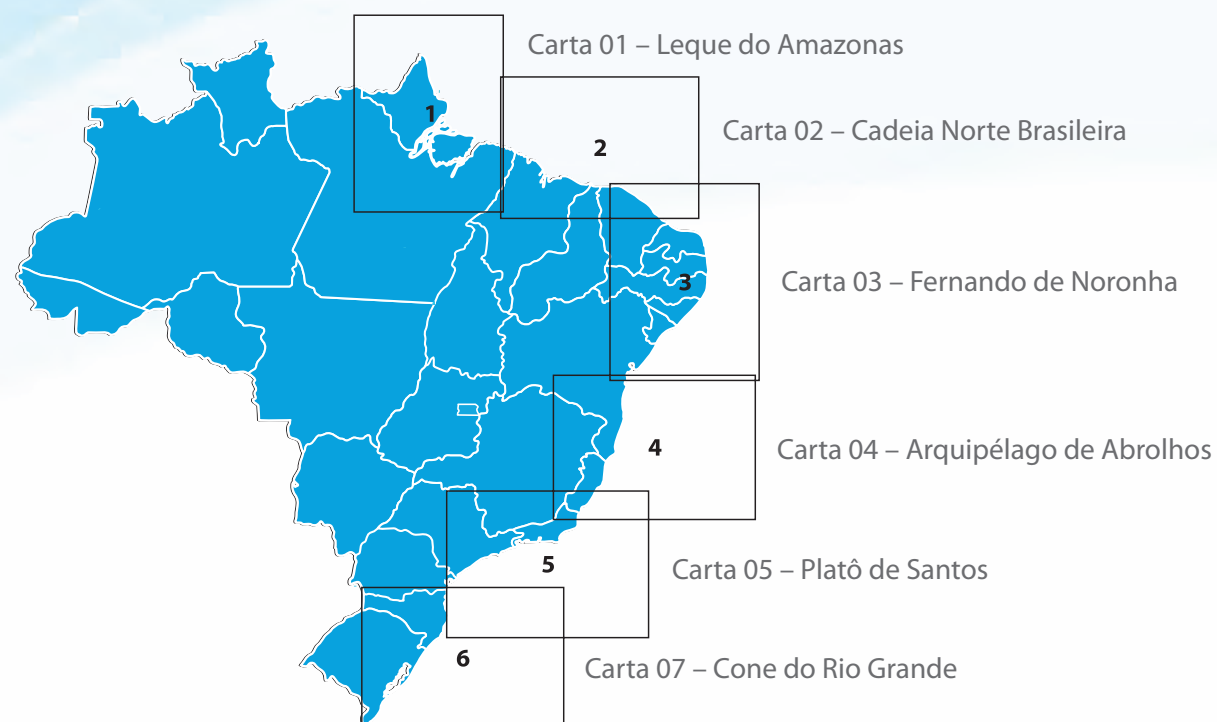 Carta 01 – Leque do Amazonas
1
Carta 02 – Cadeia Norte Brasileira
2
Carta 03 – Fernando de Noronha
3
Carta 04 – Arquipélago de Abrolhos
4
Carta 05 – Platô de Santos
5
Carta 07 – Cone do Rio Grande
6